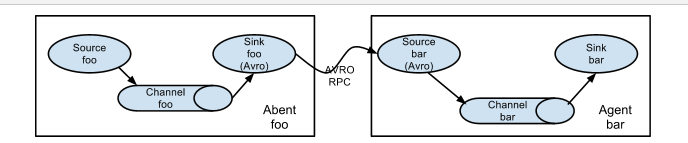 Source
foo
Channel
foo
Sink
foo
(Avro)
Abent
foo
AVRO
RPC
Source
bar
(Avro)
Channel
bar
Sink
bar
Agent
bar